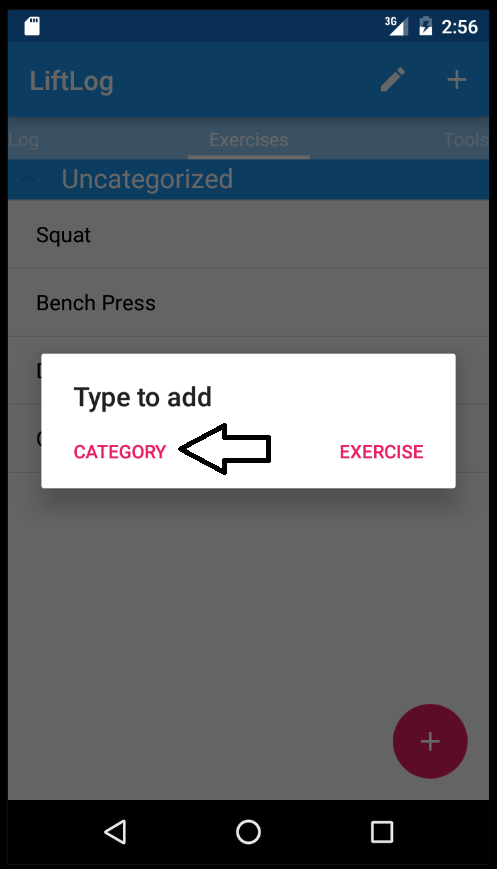 3G 2:56
LiftLog
Log Exercises Tools
Uncategorized
Squat
Bench Press
Type to add
CATEGORY EXERCISE